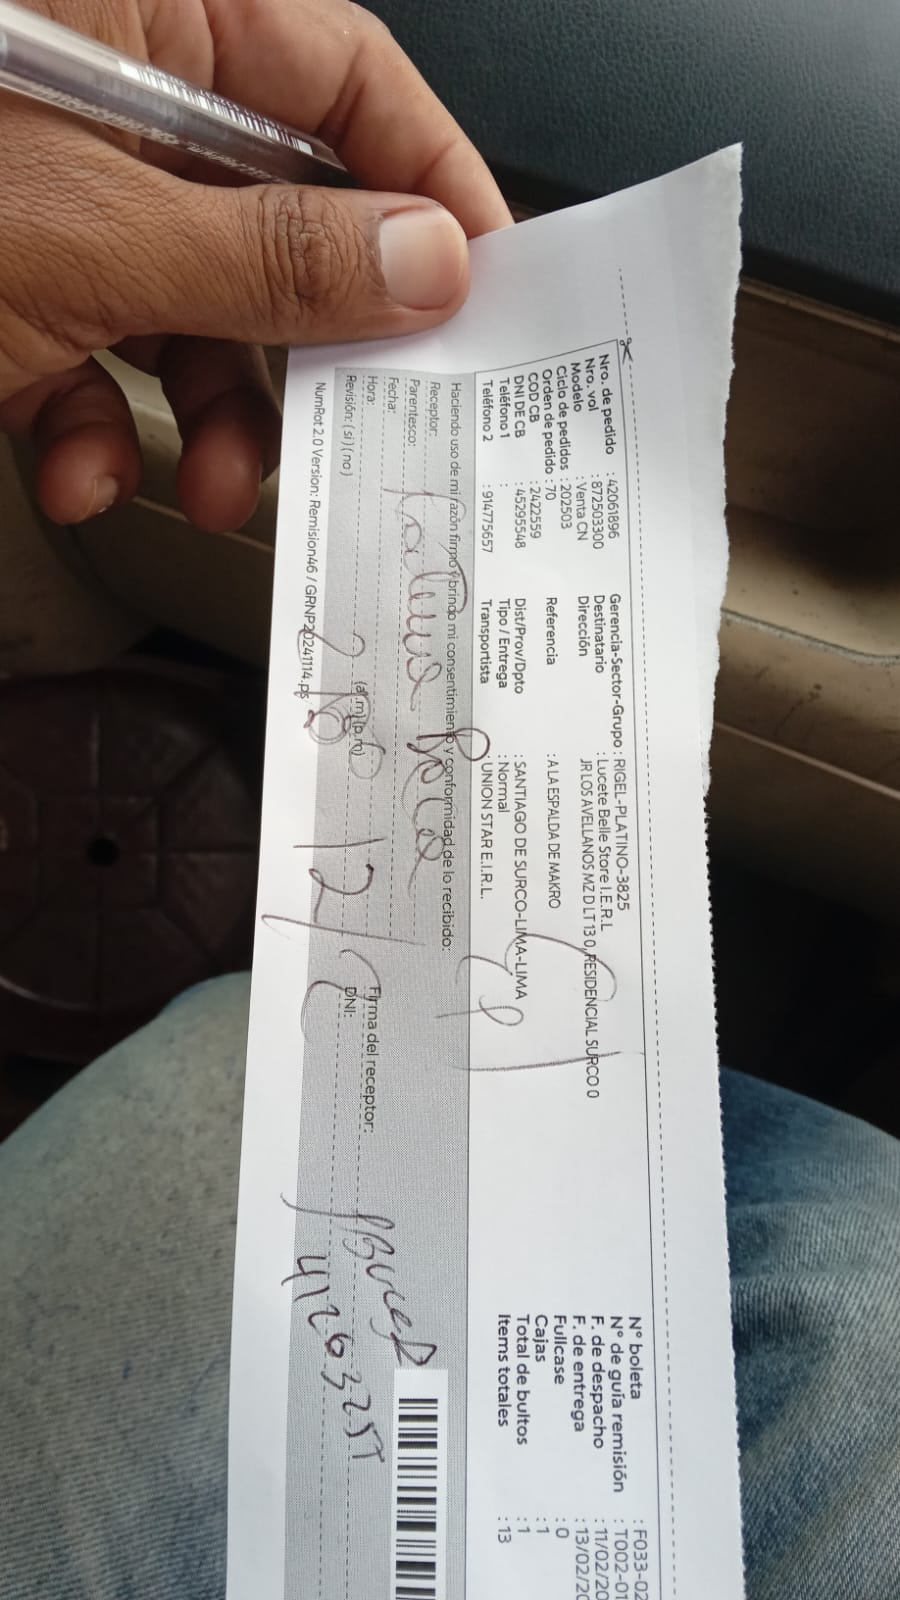 Nro. de pedido : 42061896
Nro. vol : 872503300
Modelo : Venta CN
Ciclo de pedidos : 202503
Orden de pedido : 70
COD CB : 2422559
DNI DE CB : 45295548
Teléfono 1 :
Teléfono 2 : 914775657
Gerencia-Sector-Grupo : RIGEL-PLATINO-3825
Destinatario : Lucete Belle Store I.E.R.L
Dirección JR LOS AVELLANOS MZ D LT 13 0, RESIDENCIAL SURCO 0
Referencia : A LA ESPALDA DE MAKRO
Dist/Prov/Dpto : SANTIAGO DE SURCO-LIMA-LIMA
Tipo / Entrega : Normal
Transportista UNION STAR E.I.R.L.
N° boleta : F033-02
N° de guía remisión : T002-01
F. de despacho : 11/02/20
F. de entrega : 13/02/20
Fullcase : 0
Cajas : 1
Total de bultos : 1
Items totales : 13
Haciendo uso de mi razón firmo y brindo mi consentimiento y conformidad de lo recibido:
Receptor:
Parentesco:
Fecha:
Hora: (a.m) (p.m)
Revisión: ( si ) ( no )
Firma del receptor:
DNI:
NumRot 2.0 Version: Remision46 / GRNP20241114.ps